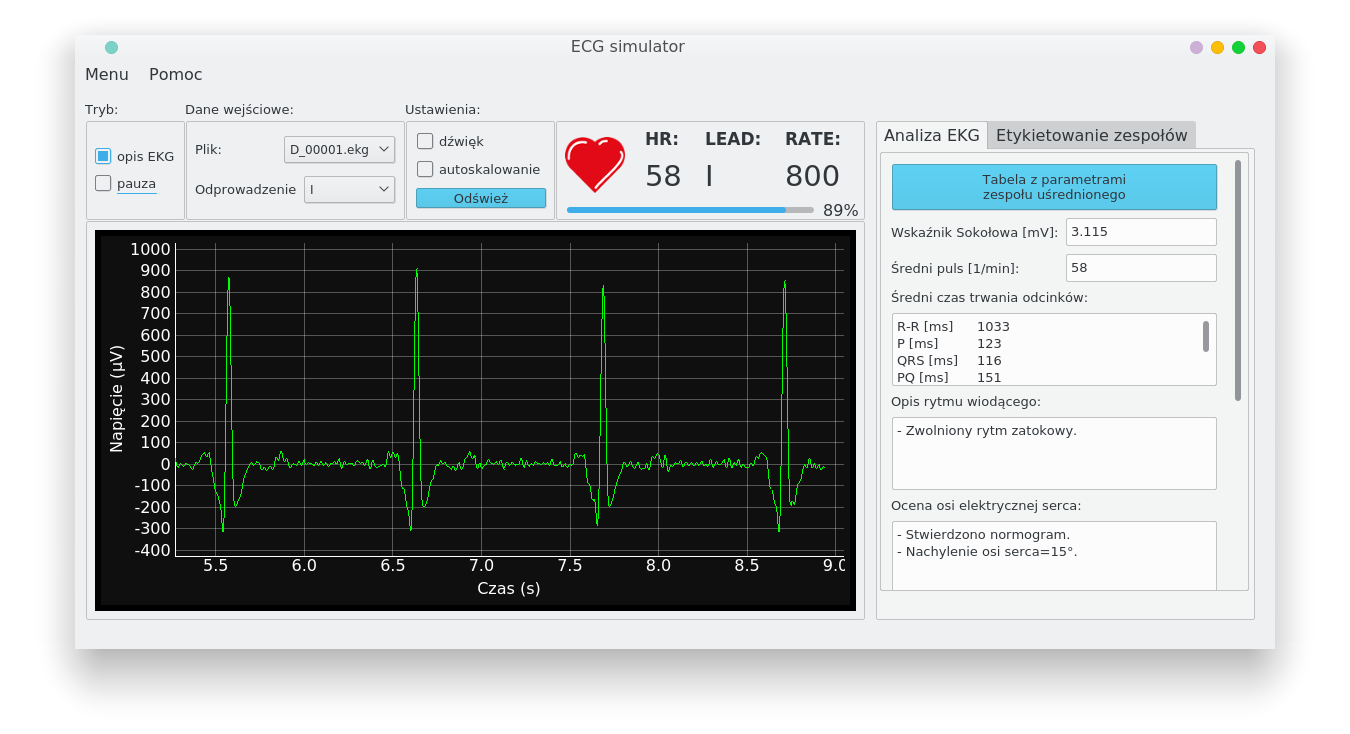 ECG simulator
Menu Pomoc
Tryb: Dane wejściowe: Ustawienia:
opis EKG
pauza
Plik: D_00001.ekg
Odprowadzenie I
dźwięk
autoskalowanie
Odśwież
HR: LEAD: RATE:
58 I 800
89%
1000
900
800
700
600
500
400
300
200
100
0
-100
-200
-300
-400
Napięcie (µV)
5.5 6.0 6.5 7.0 7.5 8.0 8.5 9.0
Czas (s)
Analiza EKG Etykietowanie zespołów
Tabela z parametrami
zespołu uśrednionego
Wskaźnik Sokołowa [mV]: 3.115
Średni puls [1/min]: 58
Średni czas trwania odcinków:
R-R [ms] 1033
P [ms] 123
QRS [ms] 116
PQ [ms] 151
Opis rytmu wiodącego:
- Zwolniony rytm zatokowy.
Ocena osi elektrycznej serca:
- Stwierdzono normogram.
- Nachylenie osi serca=15°.